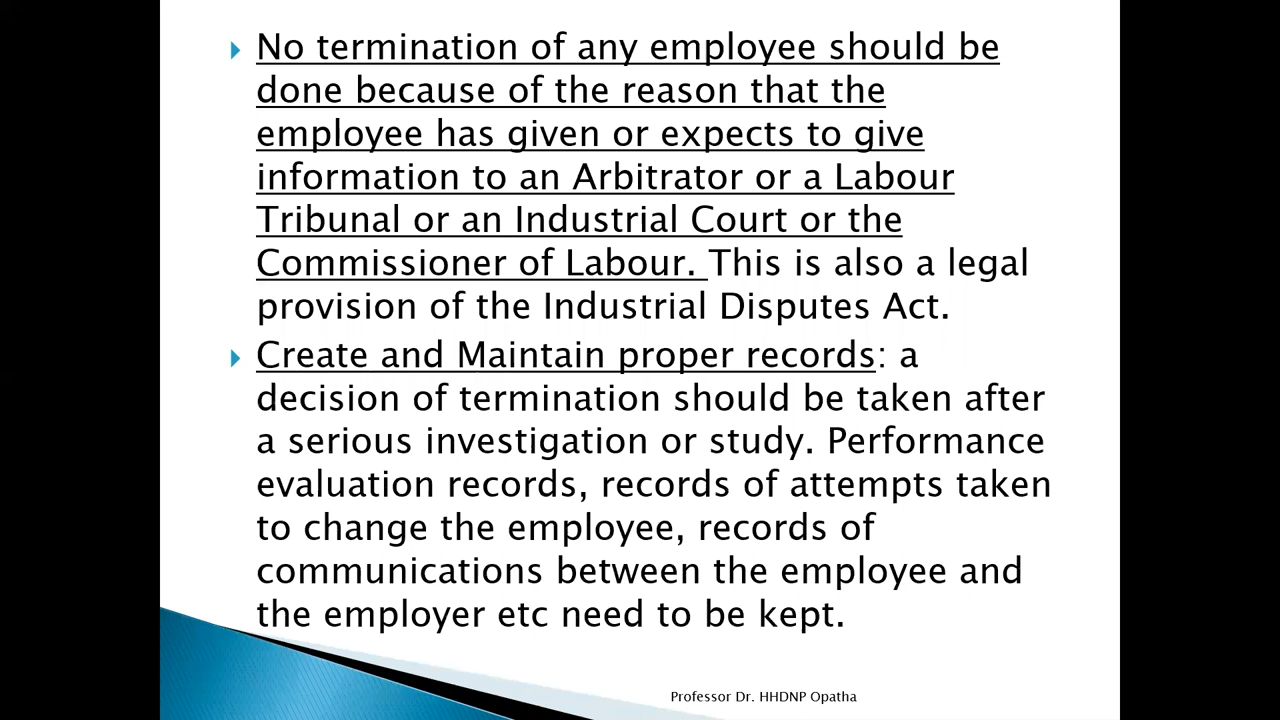 No termination of any employee should be
done because of the reason that the
employee has given or expects to give
information to an Arbitrator or a Labour
Tribunal or an Industrial Court or the
Commissioner of Labour. This is also a legal
provision of the Industrial Disputes Act.
Create and Maintain proper records: a
decision of termination should be taken after
a serious investigation or study. Performance
evaluation records, records of attempts taken
to change the employee, records of
communications between the employee and
the employer etc need to be kept.
Professor Dr. HHDNP Opatha